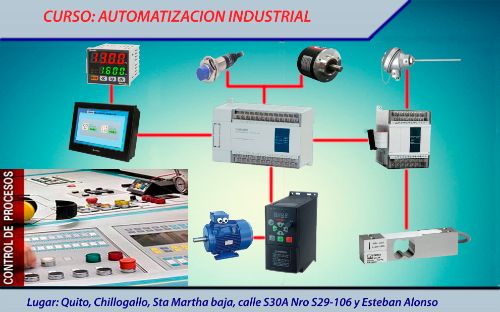 CURSO: AUTOMATIZACION INDUSTRIAL
1300
1600
CONTROL DE PROCESOS
Lugar: Quito, Chillogallo, Sta Martha baja, calle S30A Nro S29-106 y Esteban Alonso